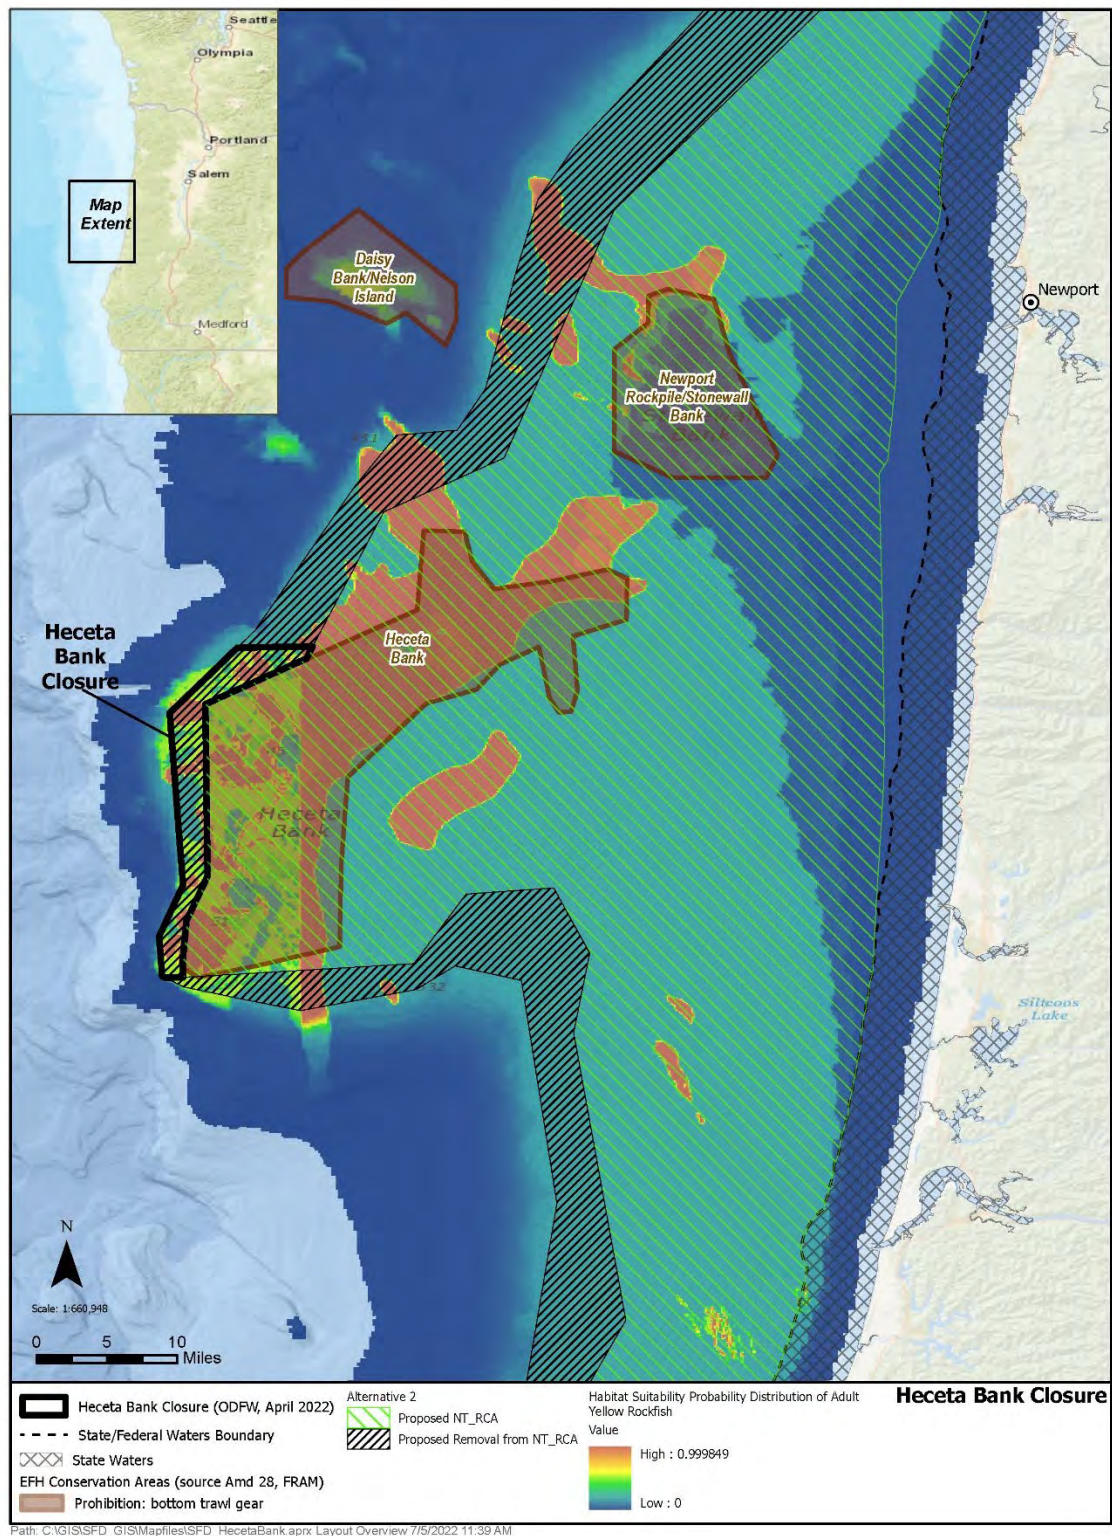 Seattle
Olympia
Portland
Salem
Map
Extent
Medford
Daisy
Bank/Nelson
Island
Newport
Newport
Rockpile/Stonewall
Bank
Heceta
Bank
Closure
Heceta
Bank
Heceta
Bank
Siltcoos
Lake
N
Scale: 1:660,948
0 5 10
Miles
Heceta Bank Closure (ODFW, April 2022)
State/Federal Waters Boundary
State Waters
EFH Conservation Areas (source Amd 28, FRAM)
Prohibition: bottom trawl gear
Alternative 2
Proposed NT_RCA
Proposed Removal from NT_RCA
Habitat Suitability Probability Distribution of Adult
Yellow Rockfish
Value
High : 0.999849
Low : 0
Heceta Bank Closure
Path: C:\GIS\SFD_GIS\Mapfiles\SFD_HecetaBank.aprx Layout Overview 7/5/2022 11:39 AM